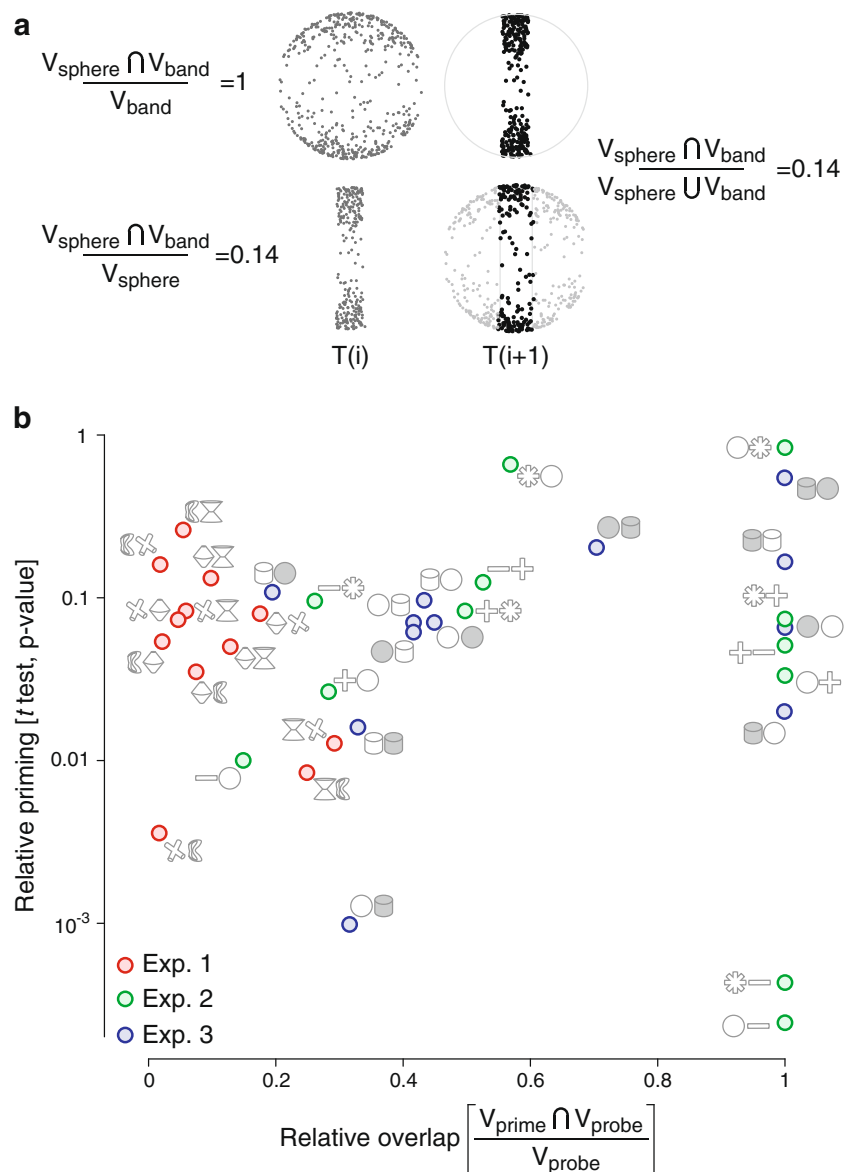 a
V_sphere ⋂ V_band / V_band =1
V_sphere ⋂ V_band / V_sphere ⋃ V_band =0.14
V_sphere ⋂ V_band / V_sphere =0.14
T(i)
T(i+1)
b
1
0.1
0.01
10^-3
Relative priming [t test, p-value]
Exp. 1
Exp. 2
Exp. 3
0
0.2
0.4
0.6
0.8
1
Relative overlap [V_prime ⋂ V_probe / V_probe]